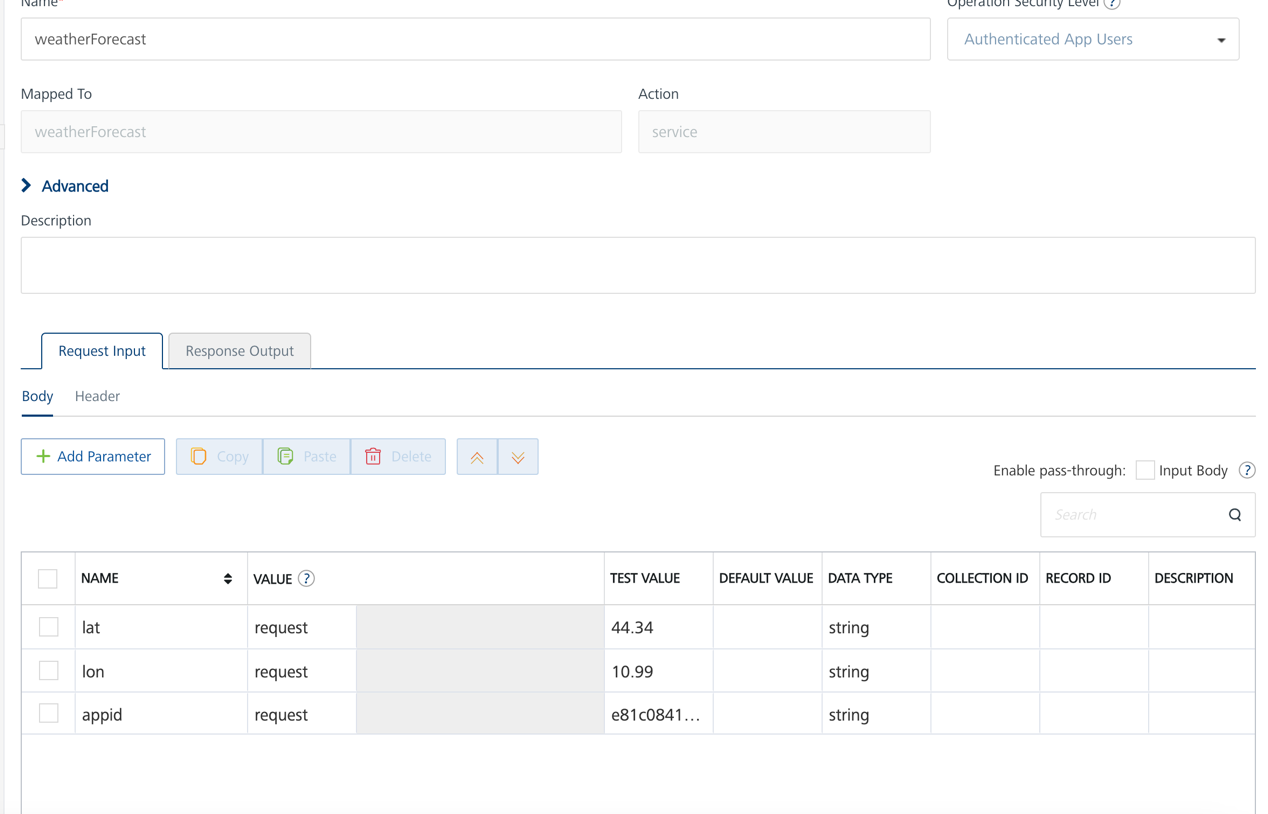 Name*
Operation Security Level ?
weatherForecast
Authenticated App Users
Mapped To
Action
weatherForecast
service
Advanced
Description
Request Input
Response Output
Body
Header
Add Parameter
Copy
Paste
Delete
Enable pass-through:
Input Body ?
Search
NAME VALUE ? TEST VALUE DEFAULT VALUE DATA TYPE COLLECTION ID RECORD ID DESCRIPTION
lat request 44.34 string
lon request 10.99 string
appid request e81c0841... string